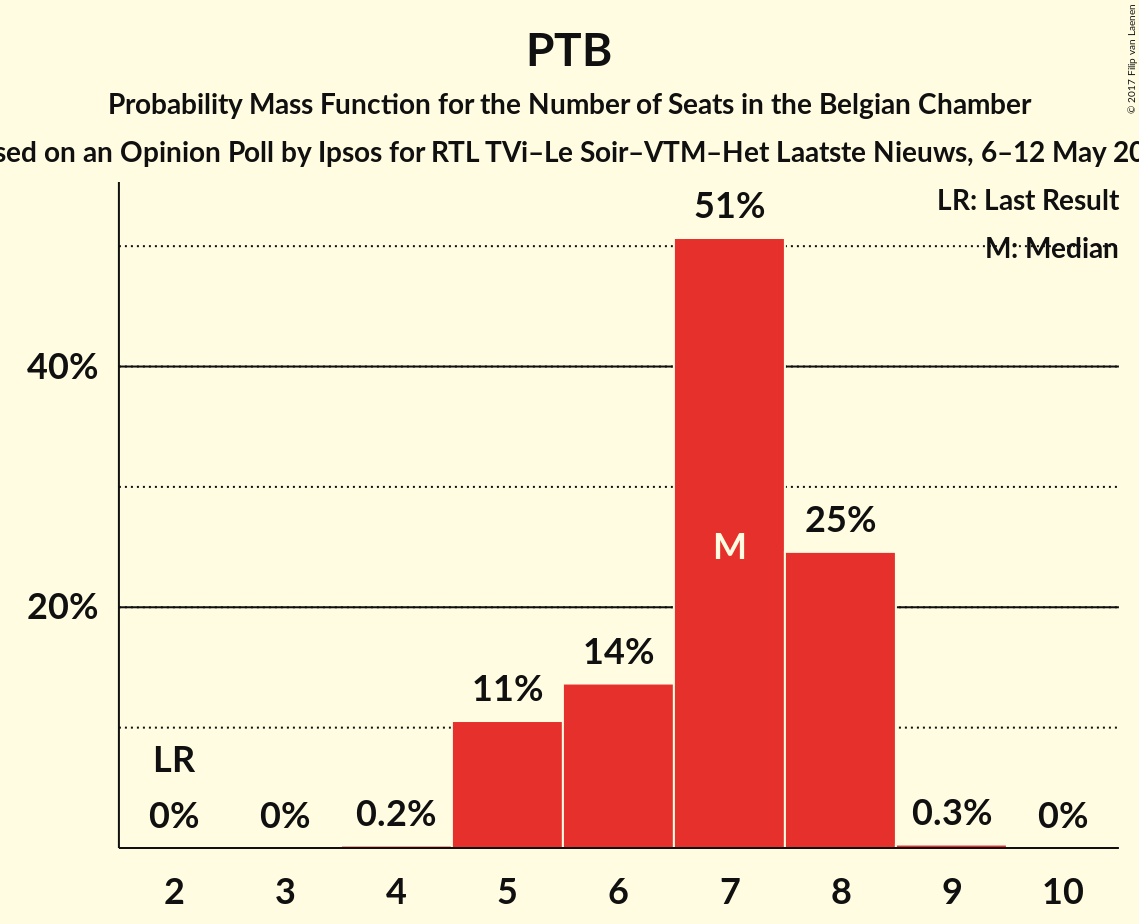 PTB
Probability Mass Function for the Number of Seats in the Belgian Chamber
on an Opinion Poll by Ipsos for RTL TVi–Le Soir–VTM–Het Laatste Nieuws, 6–12 May
© 2017 Filip van Laenen
LR: Last Result
M: Median
51%
40%
M
25%
20%
14%
11%
LR
0%
0%
0.2%
0.3%
0%
2
3
4
5
6
7
8
9
10